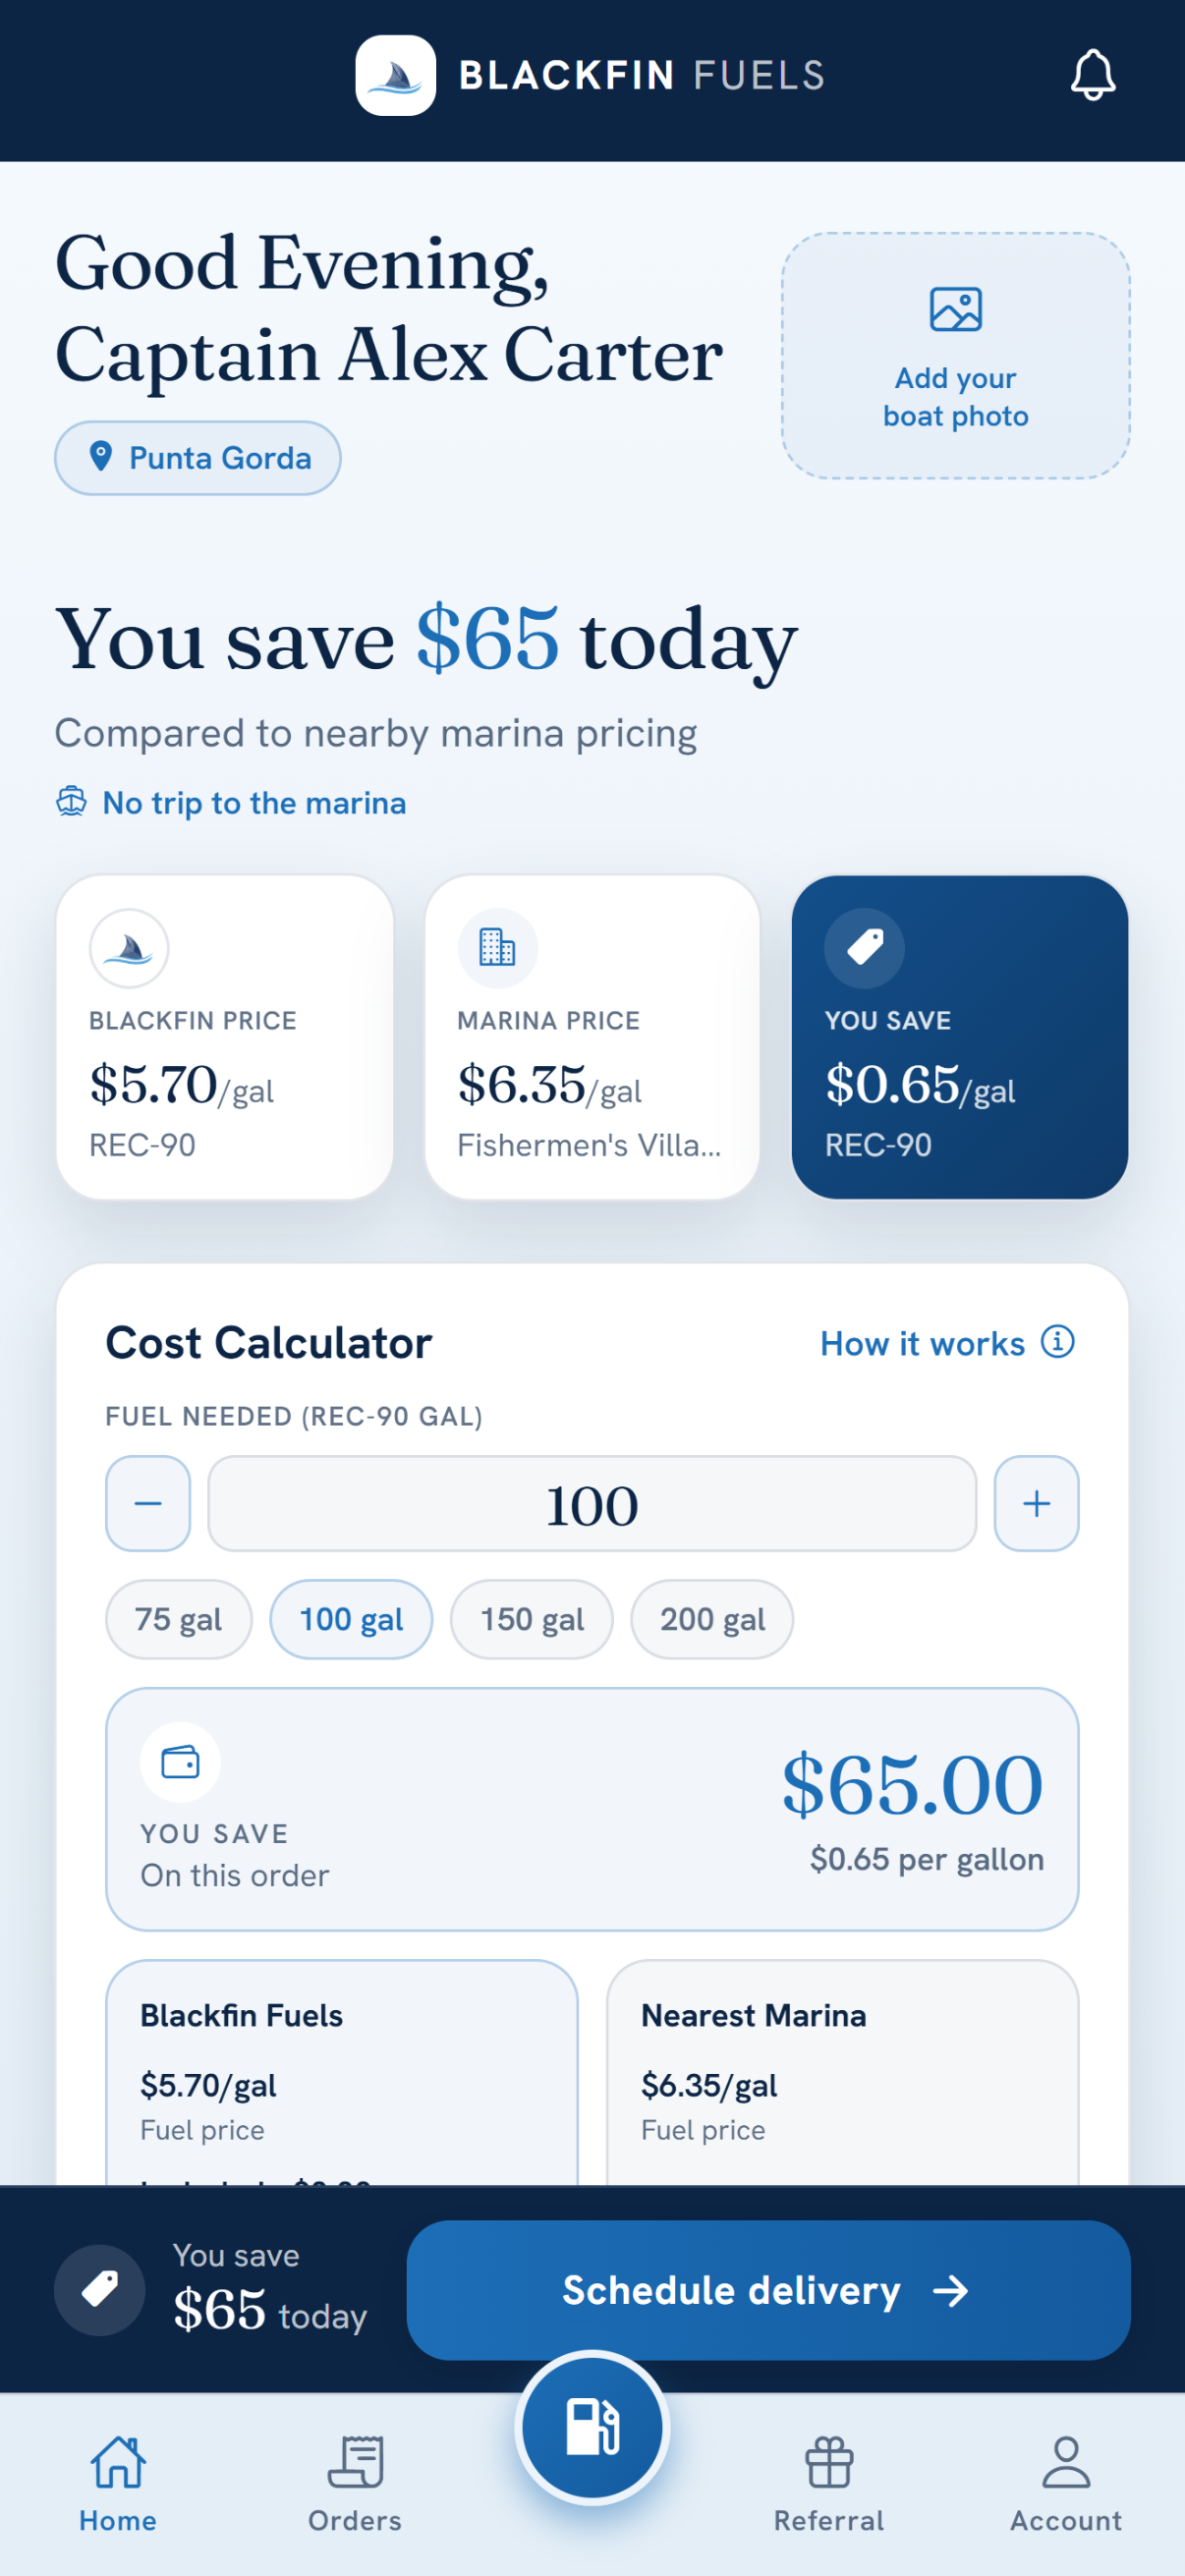 BLACKFIN FUELS
Good Evening,
Captain Alex Carter
Punta Gorda
Add your
boat photo
You save $65 today
Compared to nearby marina pricing
No trip to the marina
BLACKFIN PRICE
$5.70/gal
REC-90
MARINA PRICE
$6.35/gal
Fishermen's Villa...
YOU SAVE
$0.65/gal
REC-90
Cost Calculator
How it works
FUEL NEEDED (REC-90 GAL)
100
75 gal
100 gal
150 gal
200 gal
YOU SAVE
On this order
$65.00
$0.65 per gallon
Blackfin Fuels
$5.70/gal
Fuel price
Nearest Marina
$6.35/gal
Fuel price
You save
$65 today
Schedule delivery
Home
Orders
Referral
Account